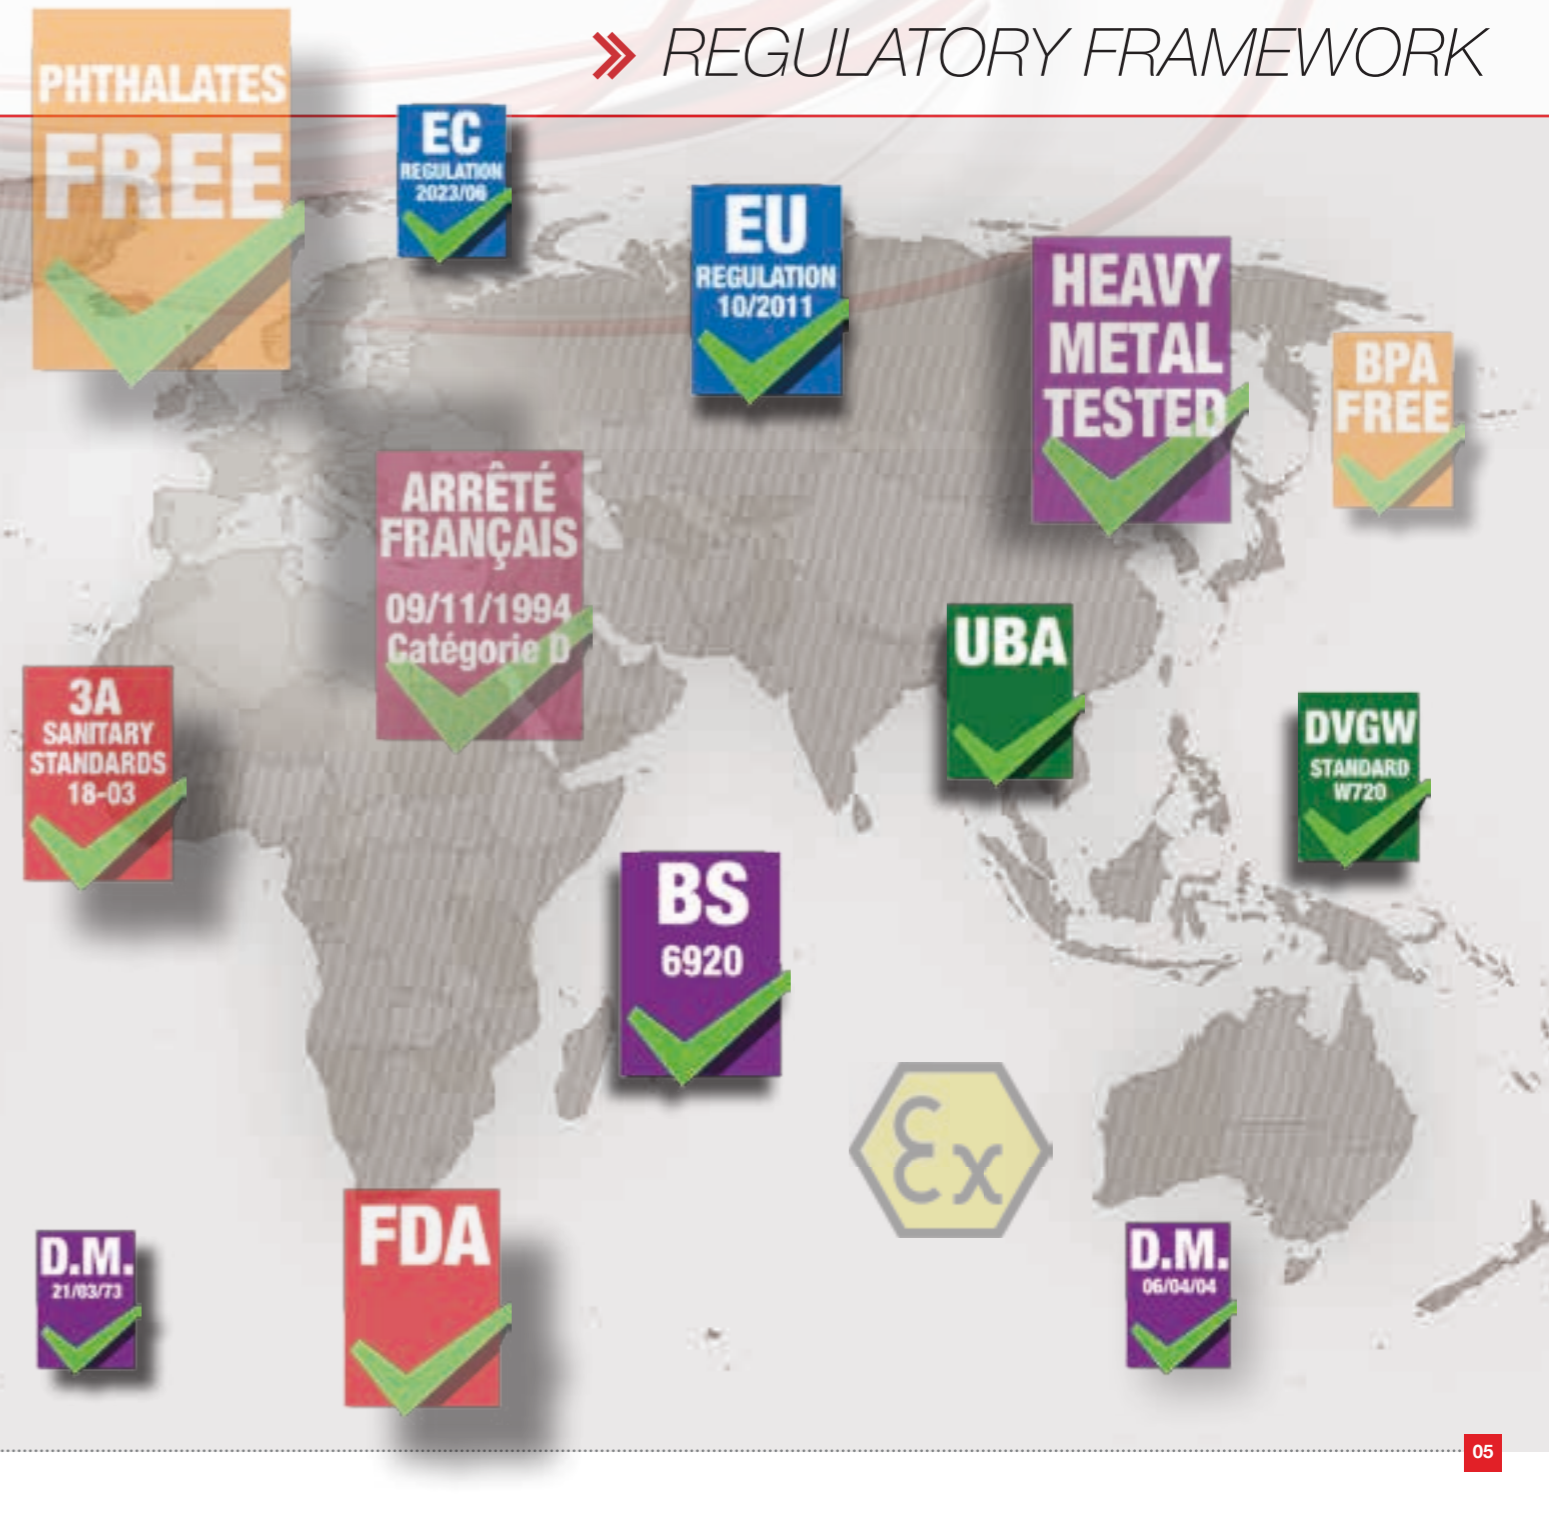 REGULATORY FRAMEWORK
PHTHALATES
FREE
EC
REGULATION
2023/06
EU
REGULATION
10/2011
HEAVY
METAL
TESTED
BPA
FREE
ARRÊTÉ
FRANÇAIS
09/11/1994
Catégorie D
UBA
3A
SANITARY
STANDARDS
18-03
DVGW
STANDARD
W720
BS
6920
Ex
D.M.
21/03/73
FDA
D.M.
06/04/04
05